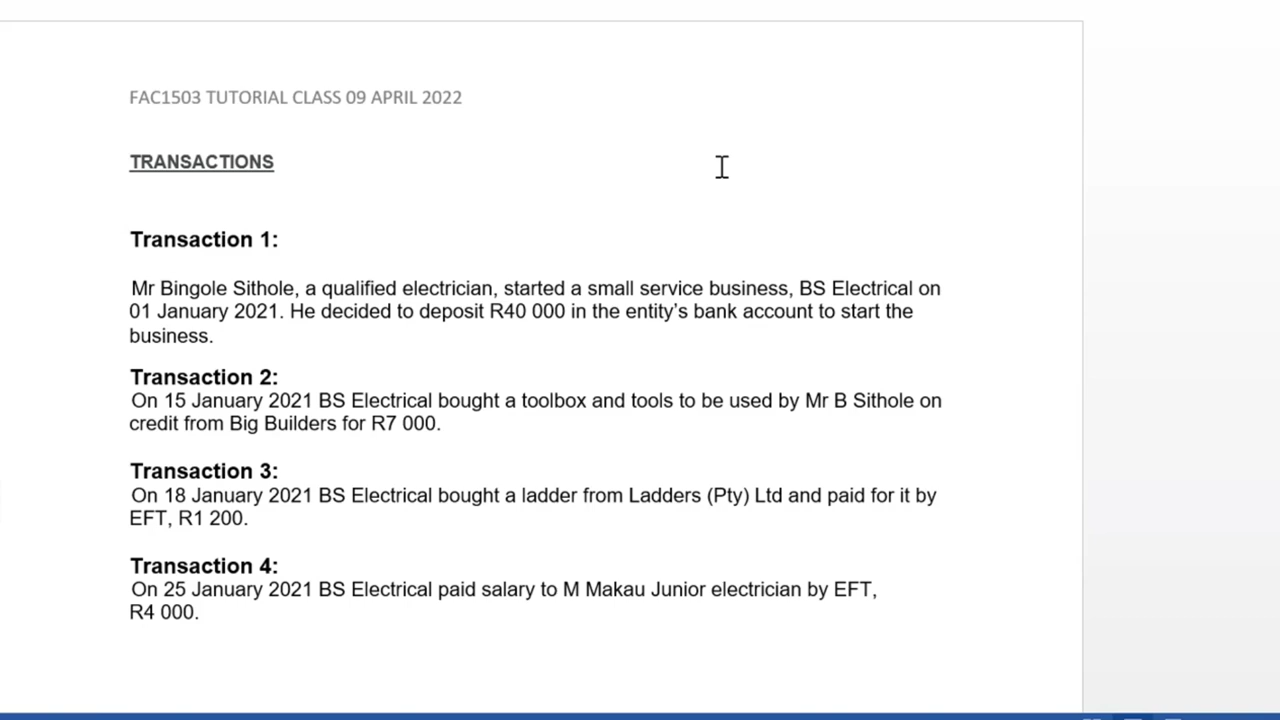 FAC1503 TUTORIAL CLASS 09 APRIL 2022
TRANSACTIONS
Transaction 1:
Mr Bingole Sithole, a qualified electrician, started a small service business, BS Electrical on
01 January 2021. He decided to deposit R40 000 in the entity’s bank account to start the
business.
Transaction 2:
On 15 January 2021 BS Electrical bought a toolbox and tools to be used by Mr B Sithole on
credit from Big Builders for R7 000.
Transaction 3:
On 18 January 2021 BS Electrical bought a ladder from Ladders (Pty) Ltd and paid for it by
EFT, R1 200.
Transaction 4:
On 25 January 2021 BS Electrical paid salary to M Makau Junior electrician by EFT,
R4 000.